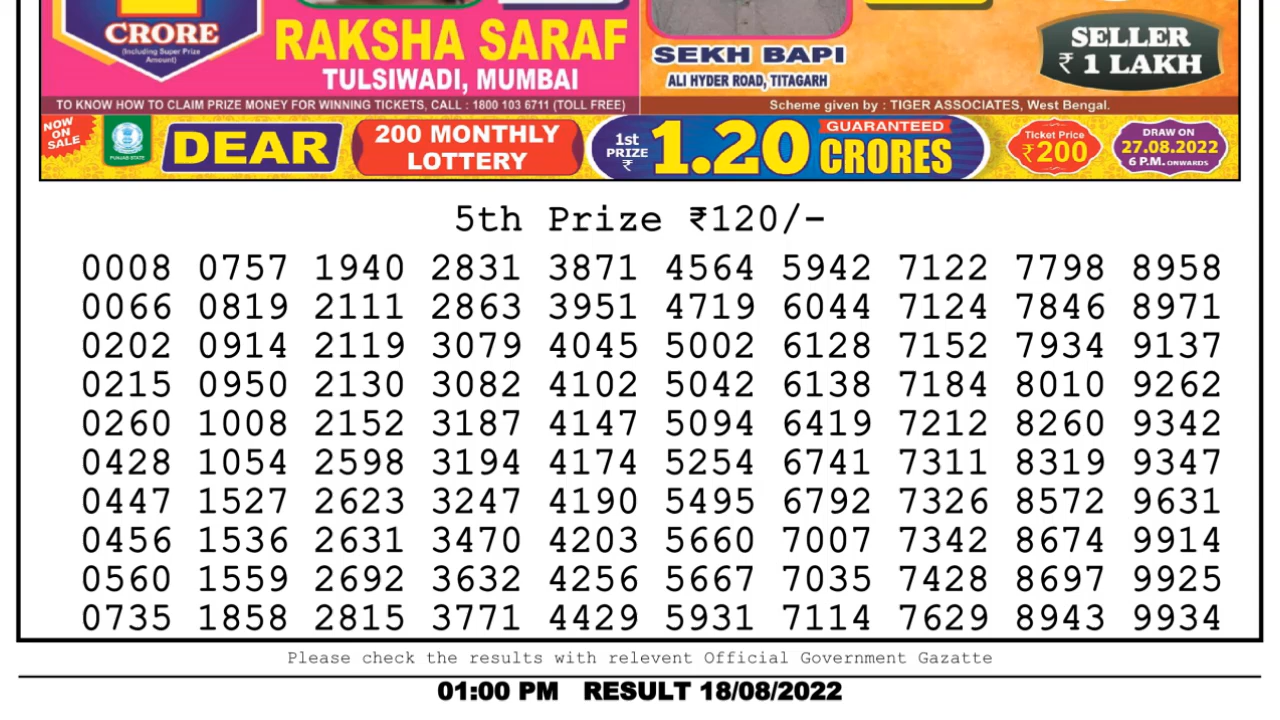 CRORE
(Including Super Prize
Amount)
RAKSHA SARAF
TULSIWADI, MUMBAI
SEKH BAPI
ALI HYDER ROAD, TITAGARH
SELLER
₹ 1 LAKH
TO KNOW HOW TO CLAIM PRIZE MONEY FOR WINNING TICKETS, CALL : 1800 103 6711 (TOLL FREE)
Scheme given by : TIGER ASSOCIATES, West Bengal.
NOW
ON
SALE
PUNJAB STATE
DEAR
200 MONTHLY
LOTTERY
1st
PRIZE
₹
1.20
GUARANTEED
CRORES
Ticket Price
₹200
DRAW ON
27.08.2022
6 P.M. ONWARDS
5th Prize ₹120/-
0008 0757 1940 2831 3871 4564 5942 7122 7798 8958
0066 0819 2111 2863 3951 4719 6044 7124 7846 8971
0202 0914 2119 3079 4045 5002 6128 7152 7934 9137
0215 0950 2130 3082 4102 5042 6138 7184 8010 9262
0260 1008 2152 3187 4147 5094 6419 7212 8260 9342
0428 1054 2598 3194 4174 5254 6741 7311 8319 9347
0447 1527 2623 3247 4190 5495 6792 7326 8572 9631
0456 1536 2631 3470 4203 5660 7007 7342 8674 9914
0560 1559 2692 3632 4256 5667 7035 7428 8697 9925
0735 1858 2815 3771 4429 5931 7114 7629 8943 9934
Please check the results with relevent Official Government Gazatte
01:00 PM RESULT 18/08/2022